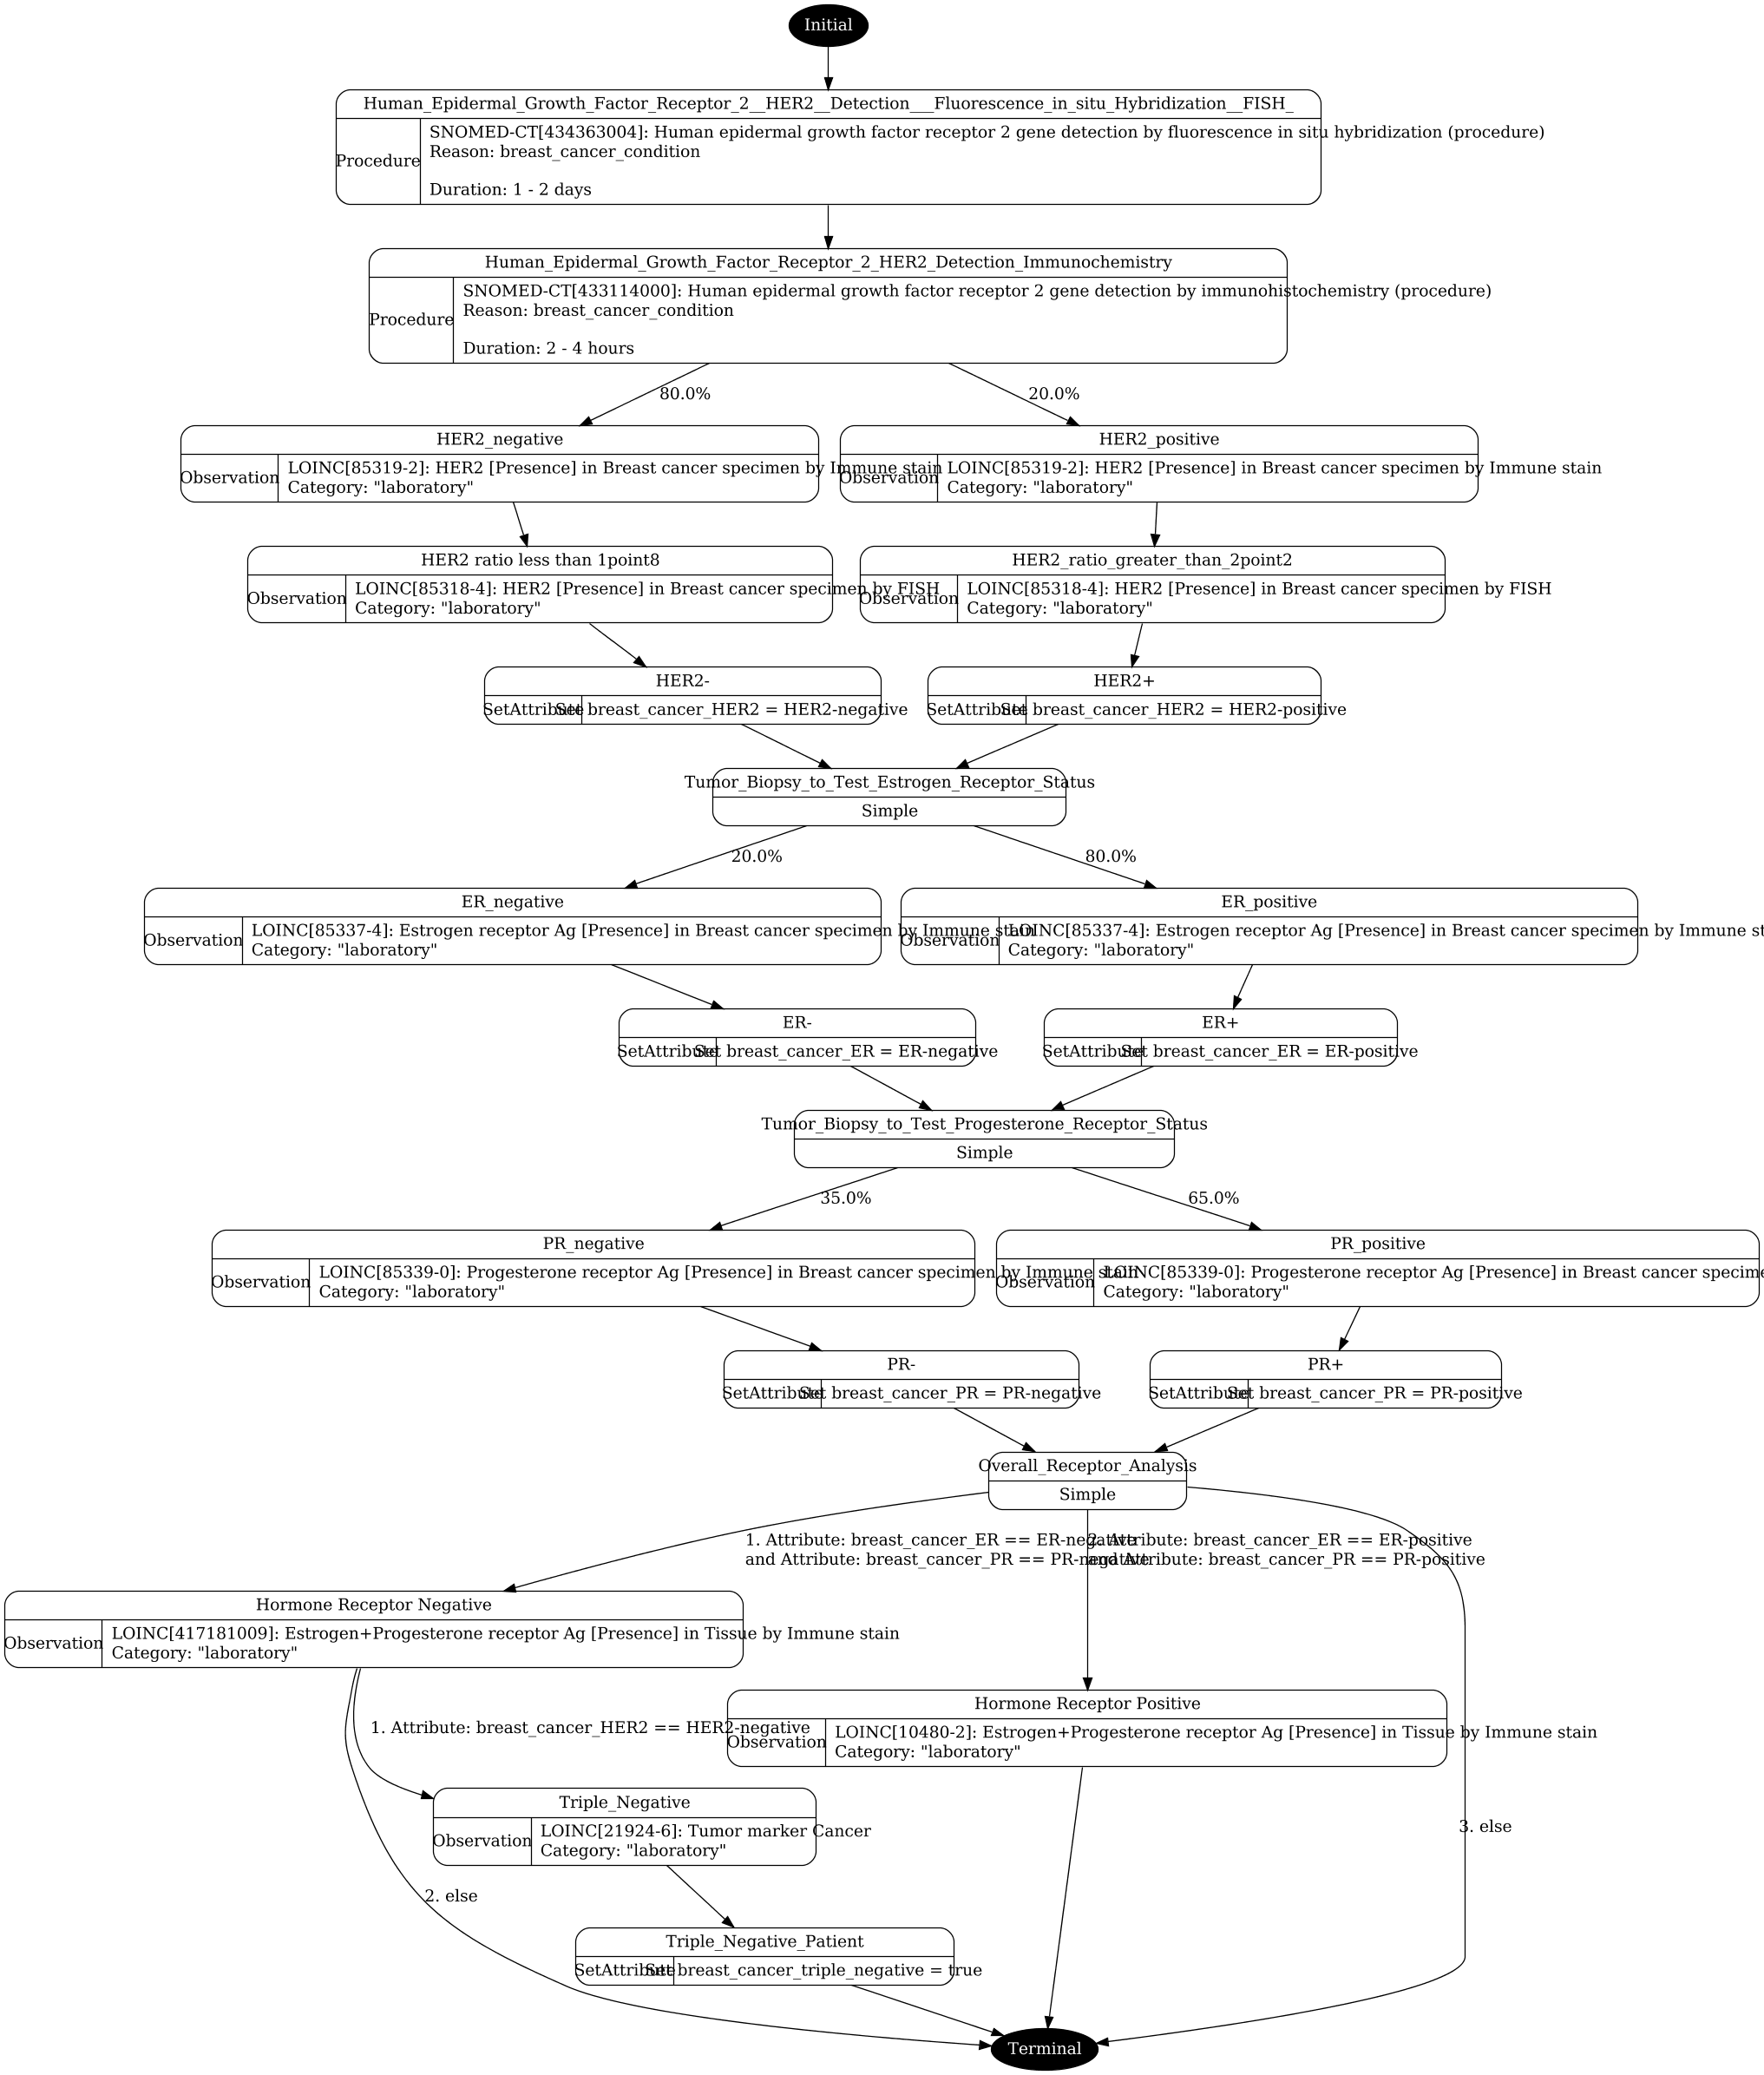 Initial
Human_Epidermal_Growth_Factor_Receptor_2__HER2__Detection___Fluorescence_in_situ_Hybridization__FISH_
Procedure
SNOMED-CT[434363004]: Human epidermal growth factor receptor 2 gene detection by fluorescence in situ hybridization (procedure)
Reason: breast_cancer_condition
Duration: 1 - 2 days
Human_Epidermal_Growth_Factor_Receptor_2_HER2_Detection_Immunochemistry
Procedure
SNOMED-CT[433114000]: Human epidermal growth factor receptor 2 gene detection by immunohistochemistry (procedure)
Reason: breast_cancer_condition
Duration: 2 - 4 hours
80.0%
20.0%
HER2_negative
Observation
LOINC[85319-2]: HER2 [Presence] in Breast cancer specimen by Immune stain
Category: "laboratory"
HER2_positive
Observation
LOINC[85319-2]: HER2 [Presence] in Breast cancer specimen by Immune stain
Category: "laboratory"
HER2 ratio less than 1point8
Observation
LOINC[85318-4]: HER2 [Presence] in Breast cancer specimen by FISH
Category: "laboratory"
HER2_ratio_greater_than_2point2
Observation
LOINC[85318-4]: HER2 [Presence] in Breast cancer specimen by FISH
Category: "laboratory"
HER2-
SetAttribute
Set breast_cancer_HER2 = HER2-negative
HER2+
SetAttribute
Set breast_cancer_HER2 = HER2-positive
Tumor_Biopsy_to_Test_Estrogen_Receptor_Status
Simple
20.0%
80.0%
ER_negative
Observation
LOINC[85337-4]: Estrogen receptor Ag [Presence] in Breast cancer specimen by Immune stain
Category: "laboratory"
ER_positive
Observation
LOINC[85337-4]: Estrogen receptor Ag [Presence] in Breast cancer specimen by Immune st
Category: "laboratory"
ER-
SetAttribute
Set breast_cancer_ER = ER-negative
ER+
SetAttribute
Set breast_cancer_ER = ER-positive
Tumor_Biopsy_to_Test_Progesterone_Receptor_Status
Simple
35.0%
65.0%
PR_negative
Observation
LOINC[85339-0]: Progesterone receptor Ag [Presence] in Breast cancer specimen by Immune stain
Category: "laboratory"
PR_positive
Observation
LOINC[85339-0]: Progesterone receptor Ag [Presence] in Breast cancer specime
Category: "laboratory"
PR-
SetAttribute
Set breast_cancer_PR = PR-negative
PR+
SetAttribute
Set breast_cancer_PR = PR-positive
Overall_Receptor_Analysis
Simple
1. Attribute: breast_cancer_ER == ER-negative
and Attribute: breast_cancer_PR == PR-negative
2. Attribute: breast_cancer_ER == ER-positive
and Attribute: breast_cancer_PR == PR-positive
3. else
Hormone Receptor Negative
Observation
LOINC[417181009]: Estrogen+Progesterone receptor Ag [Presence] in Tissue by Immune stain
Category: "laboratory"
Hormone Receptor Positive
Observation
LOINC[10480-2]: Estrogen+Progesterone receptor Ag [Presence] in Tissue by Immune stain
Category: "laboratory"
1. Attribute: breast_cancer_HER2 == HER2-negative
2. else
Triple_Negative
Observation
LOINC[21924-6]: Tumor marker Cancer
Category: "laboratory"
Triple_Negative_Patient
SetAttribute
Set breast_cancer_triple_negative = true
Terminal